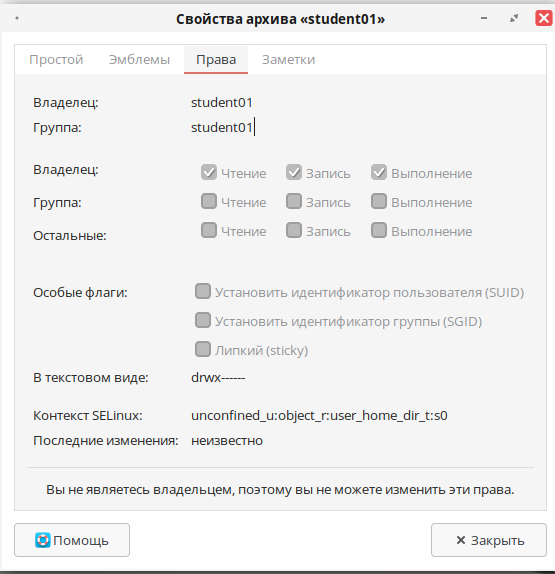 Свойства архива «student01»
Простой Эмблемы Права Заметки
Владелец: student01
Группа: student01
Владелец: Чтение Запись Выполнение
Группа: Чтение Запись Выполнение
Остальные: Чтение Запись Выполнение
Особые флаги: Установить идентификатор пользователя (SUID)
Установить идентификатор группы (SGID)
Липкий (sticky)
В текстовом виде: drwx------
Контекст SELinux: unconfined_u:object_r:user_home_dir_t:s0
Последние изменения: неизвестно
Вы не являетесь владельцем, поэтому вы не можете изменить эти права.
Помощь Закрыть